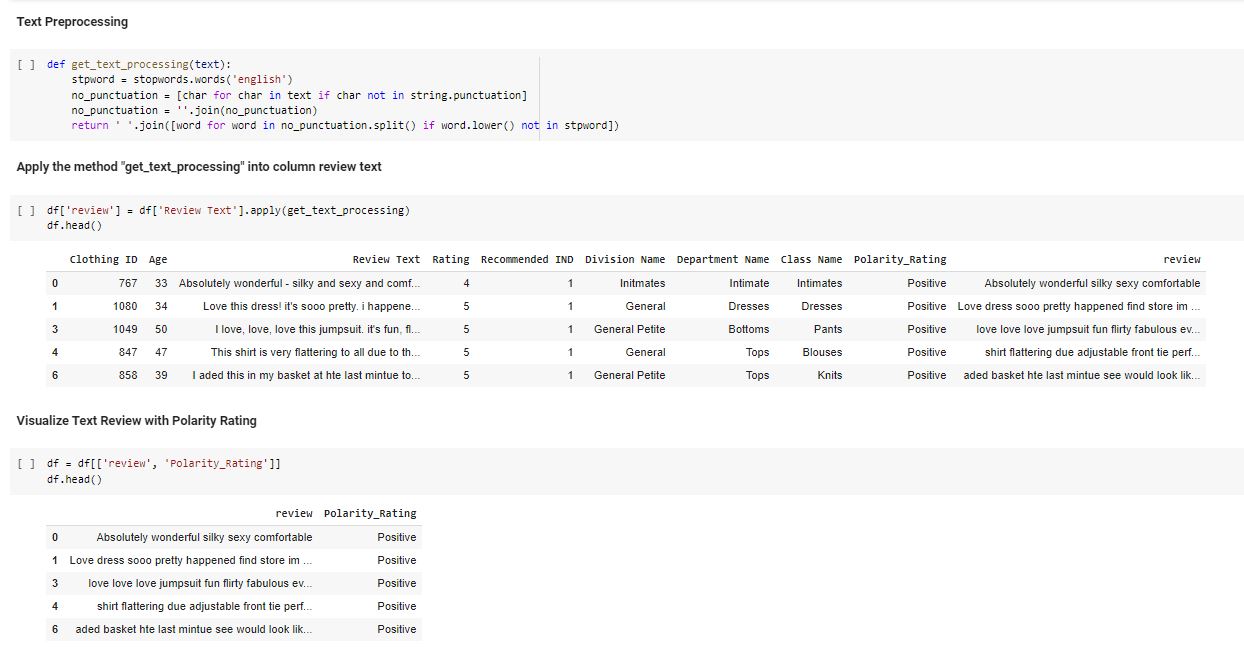 Text Preprocessing
[ ] def get_text_processing(text):
stpword = stopwords.words('english')
no_punctuation = [char for char in text if char not in string.punctuation]
no_punctuation = ''.join(no_punctuation)
return ' '.join([word for word in no_punctuation.split() if word.lower() not in stpword])
Apply the method "get_text_processing" into column review text
[ ] df['review'] = df['Review Text'].apply(get_text_processing)
df.head()
Clothing ID Age Review Text Rating Recommended IND Division Name Department Name Class Name Polarity_Rating review
0 767 33 Absolutely wonderful - silky and sexy and comf... 4 1 Initmates Intimate Intimates Positive Absolutely wonderful silky sexy comfortable
1 1080 34 Love this dress! it's sooo pretty. i happene... 5 1 General Dresses Dresses Positive Love dress sooo pretty happened find store im ...
3 1049 50 I love, love, love this jumpsuit. it's fun, fl... 5 1 General Petite Bottoms Pants Positive love love love jumpsuit fun flirty fabulous ev...
4 847 47 This shirt is very flattering to all due to th... 5 1 General Tops Blouses Positive shirt flattering due adjustable front tie perf...
6 858 39 I aded this in my basket at hte last mintue to... 5 1 General Petite Tops Knits Positive aded basket hte last mintue see would look lik...
Visualize Text Review with Polarity Rating
[ ] df = df[['review', 'Polarity_Rating']]
df.head()
review Polarity_Rating
0 Absolutely wonderful silky sexy comfortable Positive
1 Love dress sooo pretty happened find store im ... Positive
3 love love love jumpsuit fun flirty fabulous ev... Positive
4 shirt flattering due adjustable front tie perf... Positive
6 aded basket hte last mintue see would look lik... Positive